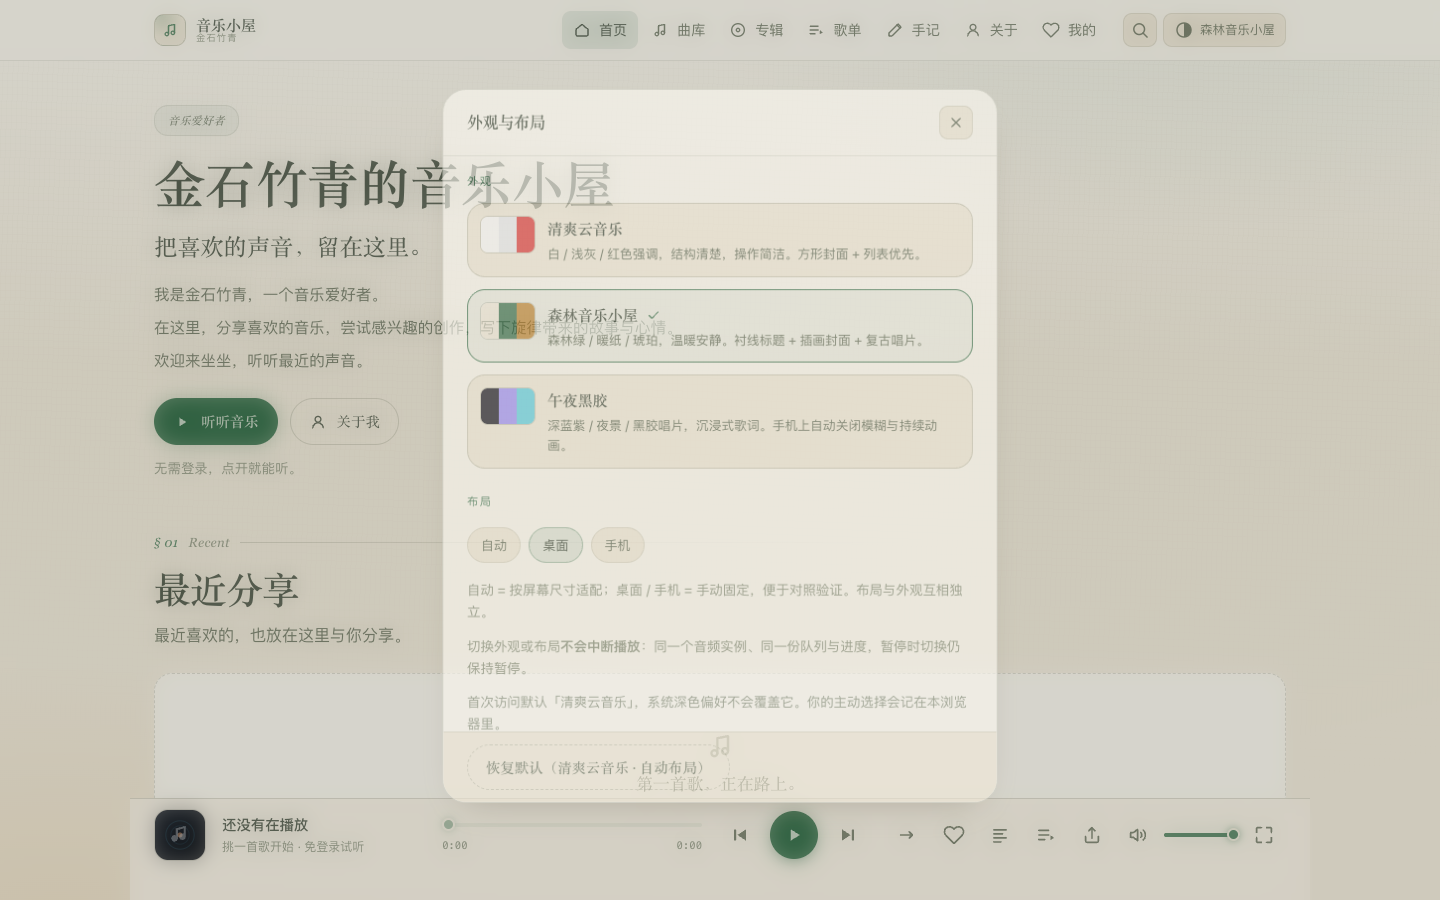 音乐小屋
金石竹青
首页
曲库
专辑
歌单
手记
关于
我的
森林音乐小屋
音乐爱好者
金石竹青的音乐小屋
把喜欢的声音，留在这里。
我是金石竹青，一个音乐爱好者。
在这里，分享喜欢的音乐，尝试感兴趣的创作，写下旋律带来的故事与心情。
欢迎来坐坐，听听最近的声音。
听听音乐
关于我
无需登录，点开就能听。
§ 01 Recent
最近分享
最近喜欢的，也放在这里与你分享。
外观与布局
外观
清爽云音乐
白 / 浅灰 / 红色强调，结构清楚，操作简洁。方形封面 + 列表优先。
森林音乐小屋
森林绿 / 暖纸 / 琥珀，温暖安静。衬线标题 + 插画封面 + 复古唱片。
午夜黑胶
深蓝紫 / 夜景 / 黑胶唱片，沉浸式歌词。手机上自动关闭模糊与持续动
画。
布局
自动
桌面
手机
自动 = 按屏幕尺寸适配；桌面 / 手机 = 手动固定，便于对照验证。布局与外观互相独
立。
切换外观或布局不会中断播放：同一个音频实例、同一份队列与进度，暂停时切换仍
保持暂停。
首次访问默认「清爽云音乐」，系统深色偏好不会覆盖它。你的主动选择会记在本浏览
器里。
恢复默认（清爽云音乐 · 自动布局）
第一首歌，正在路上。
还没有在播放
挑一首歌开始 · 免登录试听
0:00
0:00